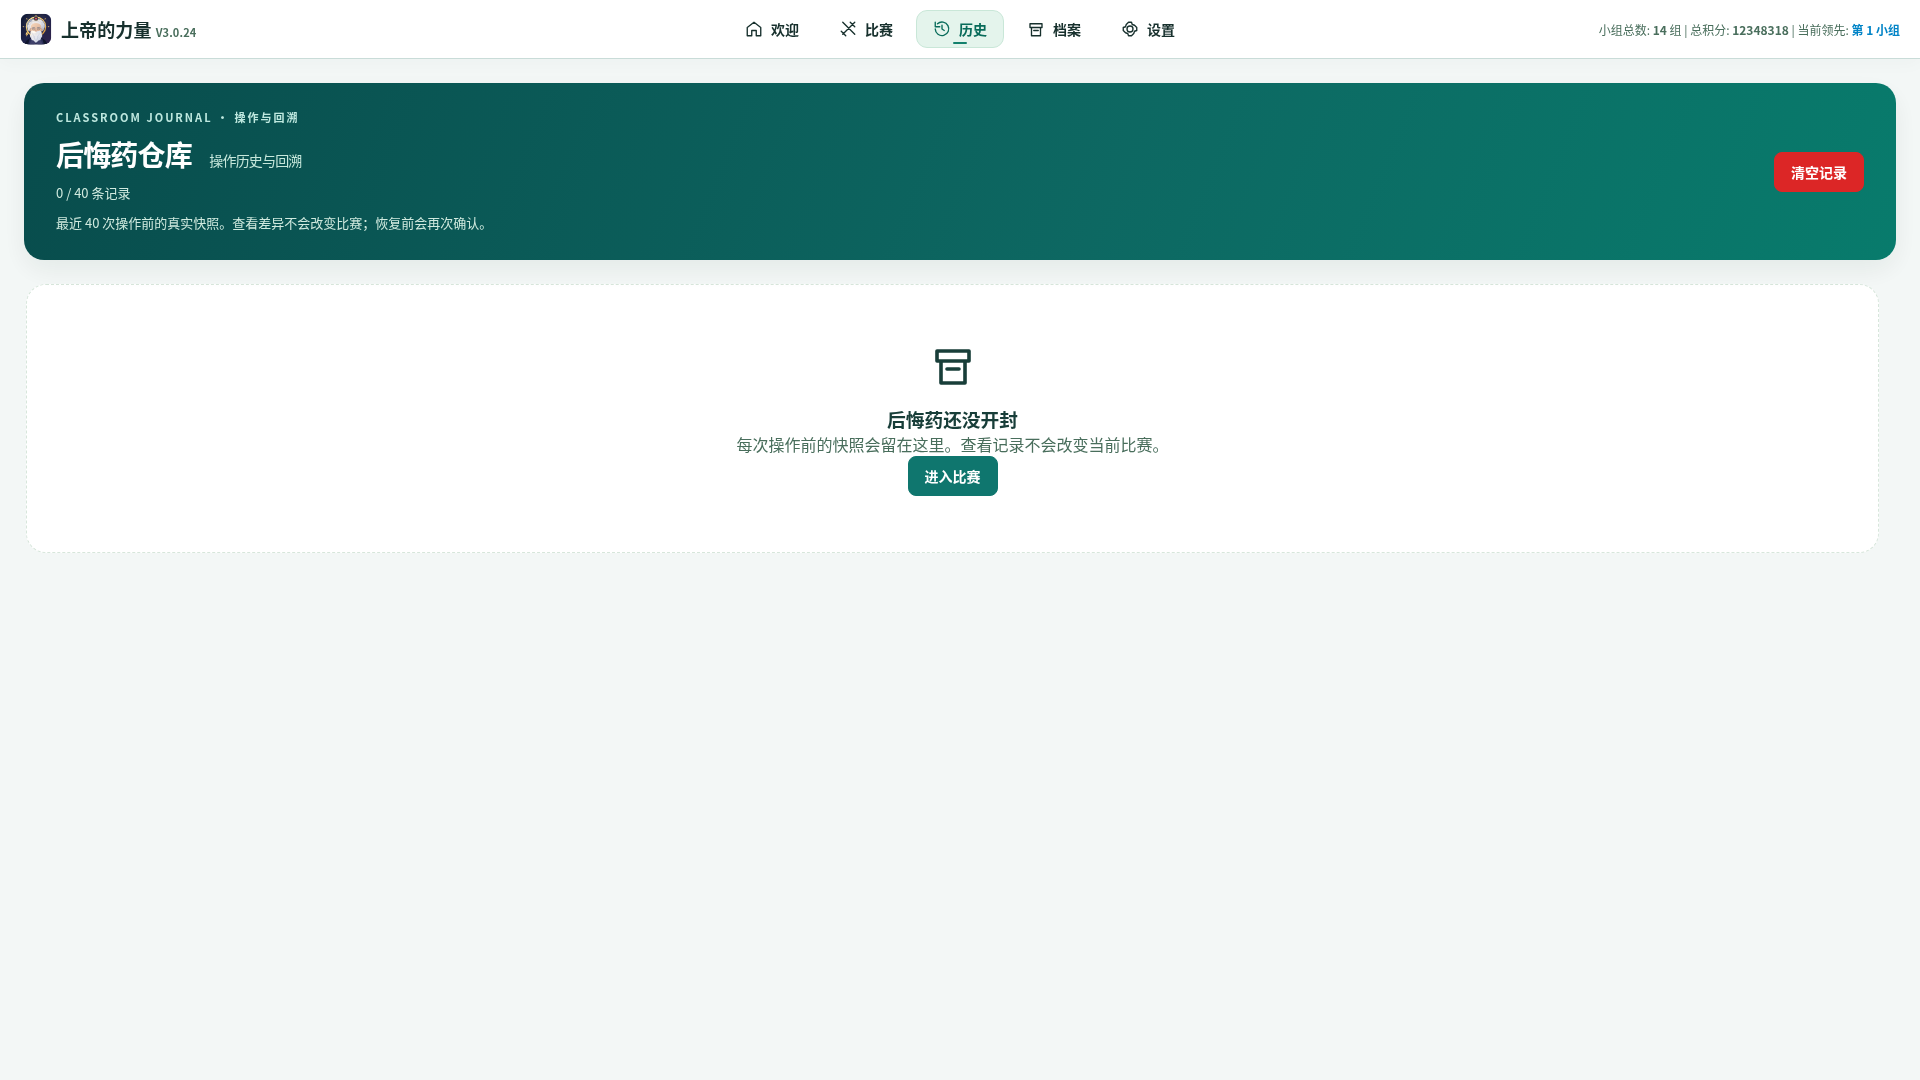 上帝的力量 V3.0.24
欢迎
比赛
历史
档案
设置
小组总数: 14 组 | 总积分: 12348318 | 当前领先: 第 1 小组
CLASSROOM JOURNAL · 操作与回溯
后悔药仓库 操作历史与回溯
0 / 40 条记录
最近 40 次操作前的真实快照。查看差异不会改变比赛；恢复前会再次确认。
清空记录
后悔药还没开封
每次操作前的快照会留在这里。查看记录不会改变当前比赛。
进入比赛